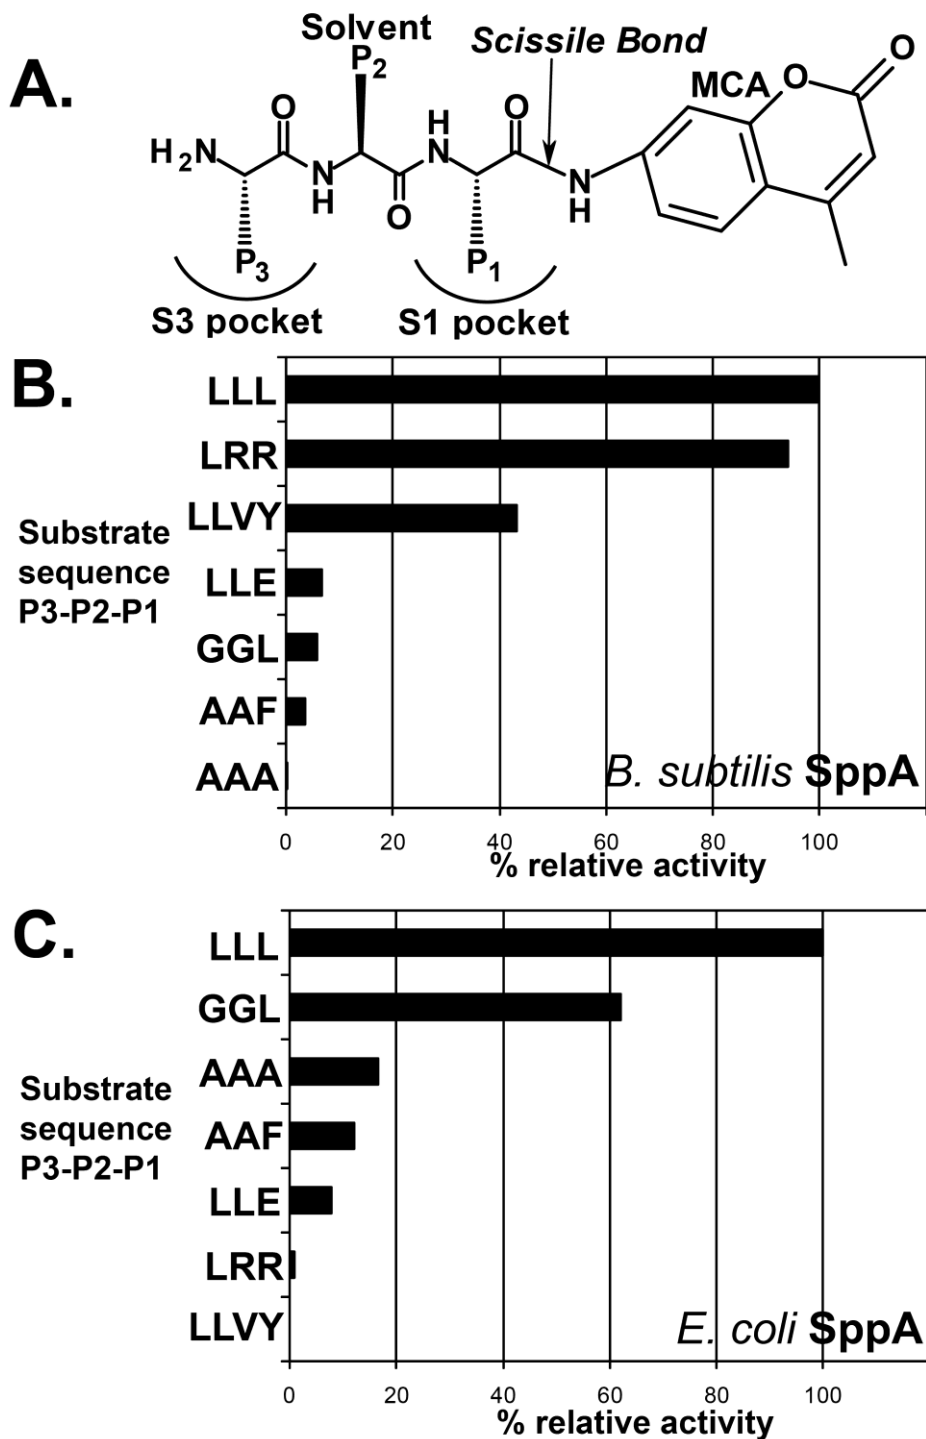 A.
Solvent
P2
Scissile Bond
MCA
O
O
O
H
O
H2N
N
N
H
O
N
H
P3
P1
S3 pocket
S1 pocket
B.
LLL
LRR
LLVY
LLE
GGL
AAF
AAA
Substrate
sequence
P3-P2-P1
B. subtilis SppA
0 20 40 60 80 100
% relative activity
C.
LLL
GGL
AAA
AAF
LLE
LRR
LLVY
Substrate
sequence
P3-P2-P1
E. coli SppA
0 20 40 60 80 100
% relative activity